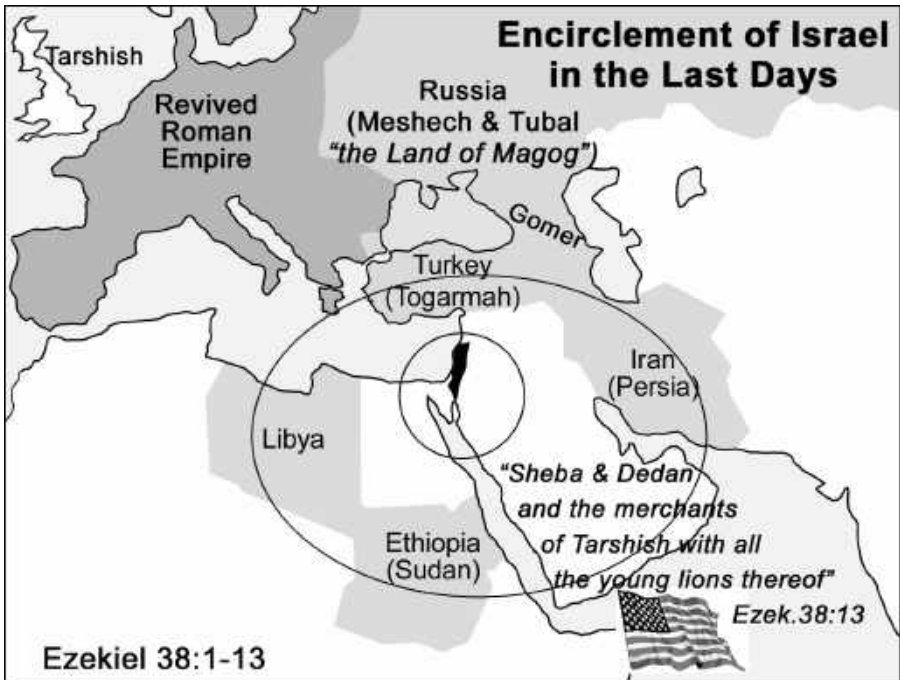 Encirclement of Israel
in the Last Days
Tarshish
Revived
Roman
Empire
Russia
(Meshech & Tubal
“the Land of Magog”)
Gomer
Turkey
(Togarmah)
Iran
(Persia)
Libya
“Sheba & Dedan
and the merchants
of Tarshish with all
the young lions thereof”
Ezek.38:13
Ethiopia
(Sudan)
Ezekiel 38:1-13